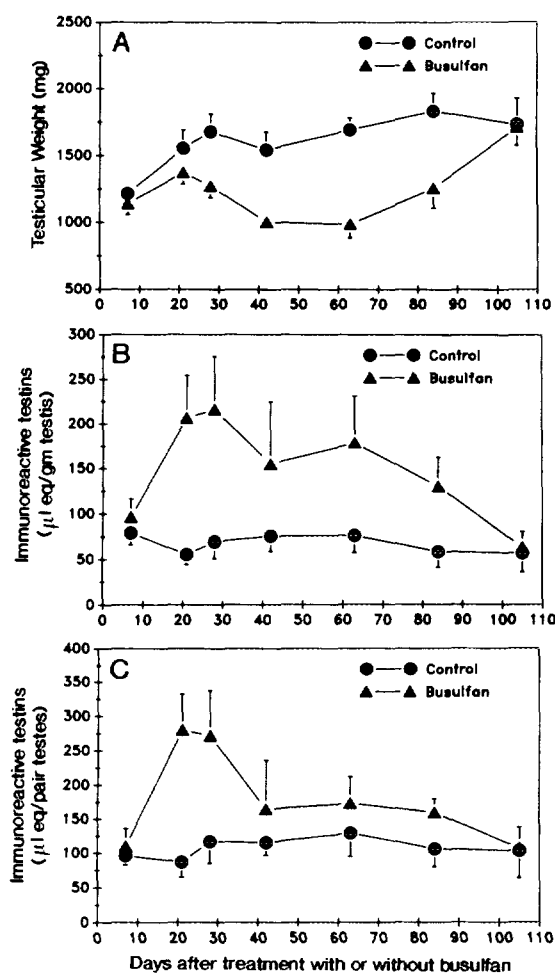 A
Control
Busulfan
Testicular Weight (mg)
2500
2000
1500
1000
500
0 10 20 30 40 50 60 70 80 90 100 110
B
Control
Busulfan
Immunoreactive testins
(μl eq/gm testis)
300
250
200
150
100
50
0
0 10 20 30 40 50 60 70 80 90 100 110
C
Control
Busulfan
Immunoreactive testins
(μl eq/pair testes)
400
350
300
250
200
150
100
50
0
0 10 20 30 40 50 60 70 80 90 100 110
Days after treatment with or without busulfan